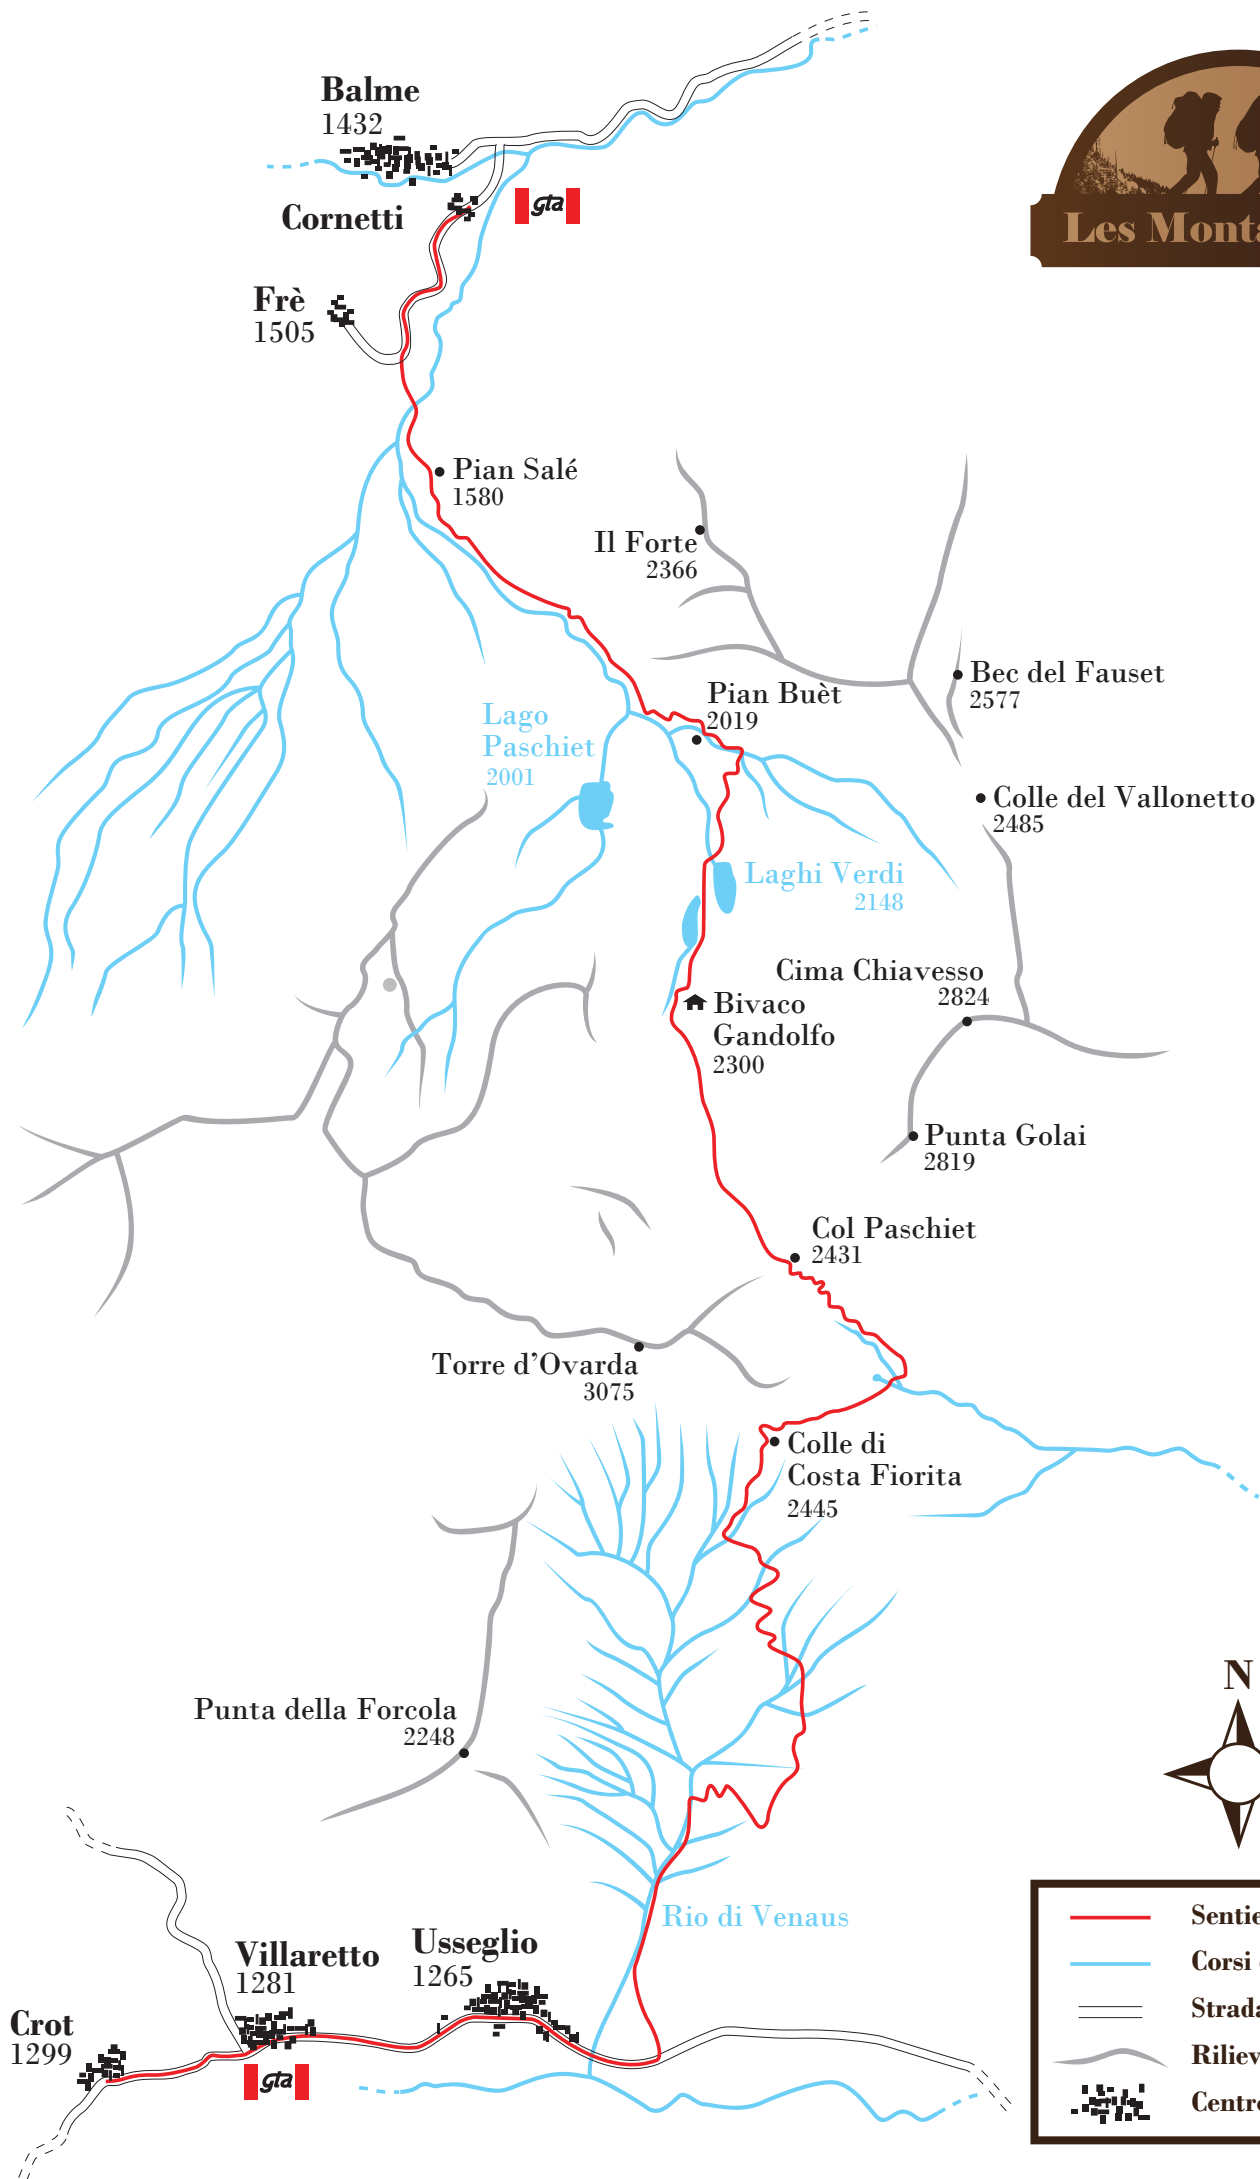 Balme
1432
Cornetti
gta
Les Monta
Frè
1505
Pian Salé
1580
Il Forte
2366
Bec del Fauset
2577
Pian Buèt
2019
Lago
Paschiet
2001
Colle del Vallonetto
2485
Laghi Verdi
2148
Cima Chiavesso
2824
Bivaco
Gandolfo
2300
Punta Golai
2819
Col Paschiet
2431
Torre d'Ovarda
3075
Colle di
Costa Fiorita
2445
N
Punta della Forcola
2248
Rio di Venaus
Usseglio
1265
Villaretto
1281
Crot
1299
gta
Sentie
Corsi
Strada
Riliev
Centr